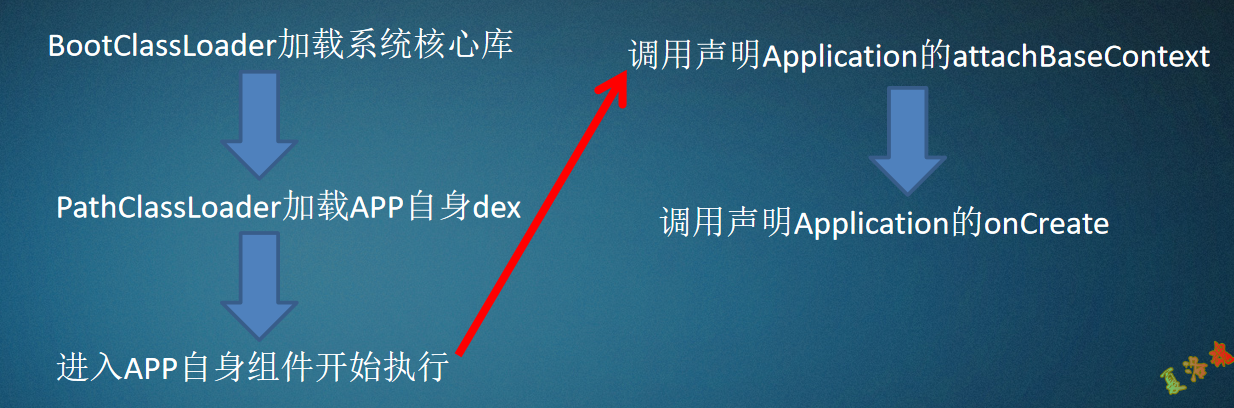 BootClassLoader加载系统核心库
PathClassLoader加载APP自身dex
进入APP自身组件开始执行
调用声明Application的attachBaseContext
调用声明Application的onCreate